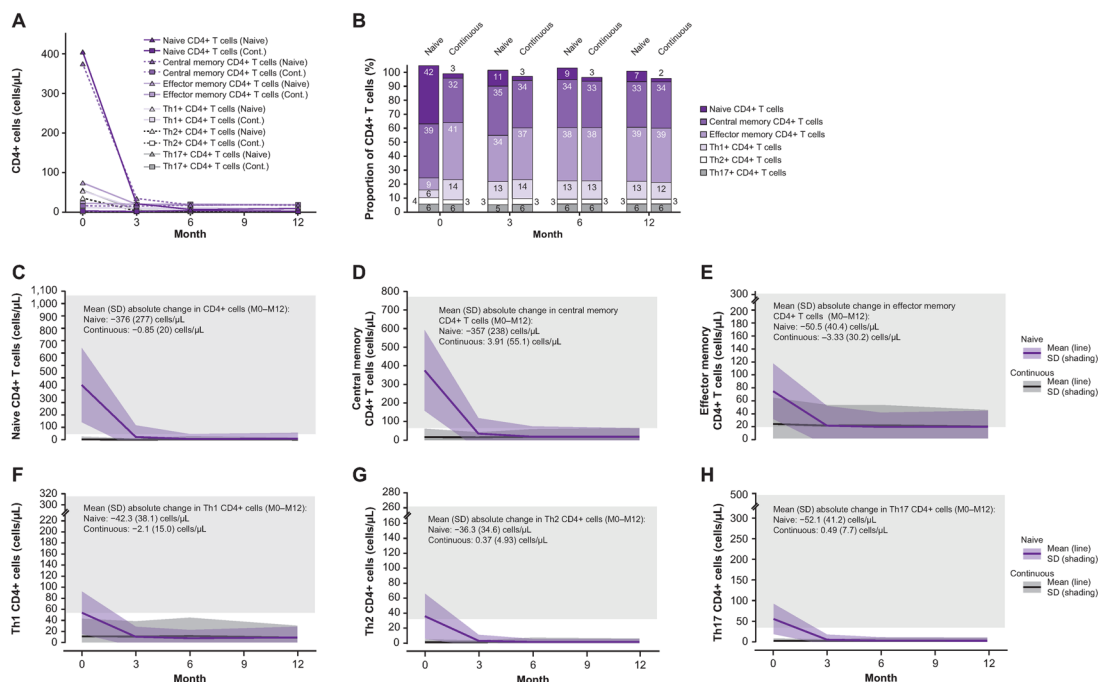 A
CD4+ cells (cells/µL)
400
300
200
100
0
0
3
6
9
12
Month
Naive CD4+ T cells (Naive)
Naive CD4+ T cells (Cont.)
Central memory CD4+ T cells (Naive)
Central memory CD4+ T cells (Cont.)
Effector memory CD4+ T cells (Naive)
Effector memory CD4+ T cells (Cont.)
Th1+ CD4+ T cells (Naive)
Th1+ CD4+ T cells (Cont.)
Th2+ CD4+ T cells (Naive)
Th2+ CD4+ T cells (Cont.)
Th17+ CD4+ T cells (Naive)
Th17+ CD4+ T cells (Cont.)
B
Proportion of CD4+ T cells (%)
Naive Continuous Naive Continuous Naive Continuous Naive Continuous
100
90
80
70
60
50
40
30
20
10
0
42 39 9 6 4 6
3 32 41 14 3 6
11 35 34 13 3 5
3 34 37 13 3 6
9 34 38 13 3 6
3 33 38 13 3 6
7 33 39 13 3 6
2 34 39 12 3 6
0 3 6 12
Month
Naive CD4+ T cells
Central memory CD4+ T cells
Effector memory CD4+ T cells
Th1+ CD4+ T cells
Th2+ CD4+ T cells
Th17+ CD4+ T cells
C
Naive CD4+ T (cells/µL)
1,100
1,000
900
800
700
600
500
400
300
200
100
0
Mean (SD) absolute change in CD4+ cells (M0–M12):
Naive: −376 (277) cells/µL
Continuous: −0.85 (20) cells/µL
0 3 6 9 12
D
Central memory
CD4+ T cells (cells/µL)
800
700
600
500
400
300
200
100
0
Mean (SD) absolute change in central memory
CD4+ T cells (M0–M12):
Naive: −357 (238) cells/µL
Continuous: 3.91 (55.1) cells/µL
0 3 6 9 12
E
Effector memory
CD4+ T cells (cells/µL)
300
200
180
160
140
120
100
80
60
40
20
0
Mean (SD) absolute change in effector memory
CD4+ T cells (M0–M12):
Naive: −50.5 (40.4) cells/µL
Continuous: −3.33 (30.2) cells/µL
0 3 6 9 12
Naive
Mean (line)
SD (shading)
Continuous
Mean (line)
SD (shading)
F
Th1 CD4+ cells (cells/µL)
320
300
220
200
180
160
140
120
100
80
60
40
20
0
Mean (SD) absolute change in Th1 CD4+ cells (M0–M12):
Naive: −42.3 (38.1) cells/µL
Continuous: −2.1 (15.0) cells/µL
0 3 6 9 12
Month
G
Th2 CD4+ cells (cells/µL)
280
260
160
140
120
100
80
60
40
20
0
Mean (SD) absolute change in Th2 CD4+ cells (M0–M12):
Naive: −36.3 (34.6) cells/µL
Continuous: 0.37 (4.93) cells/µL
0 3 6 9 12
Month
H
Th17 CD4+ cells (cells/µL)
500
300
250
200
150
100
50
0
Mean (SD) absolute change in Th17 CD4+ cells (M0–M12):
Naive: −52.1 (41.2) cells/µL
Continuous: 0.49 (7.7) cells/µL
0 3 6 9 12
Month
Naive
Mean (line)
SD (shading)
Continuous
Mean (line)
SD (shading)